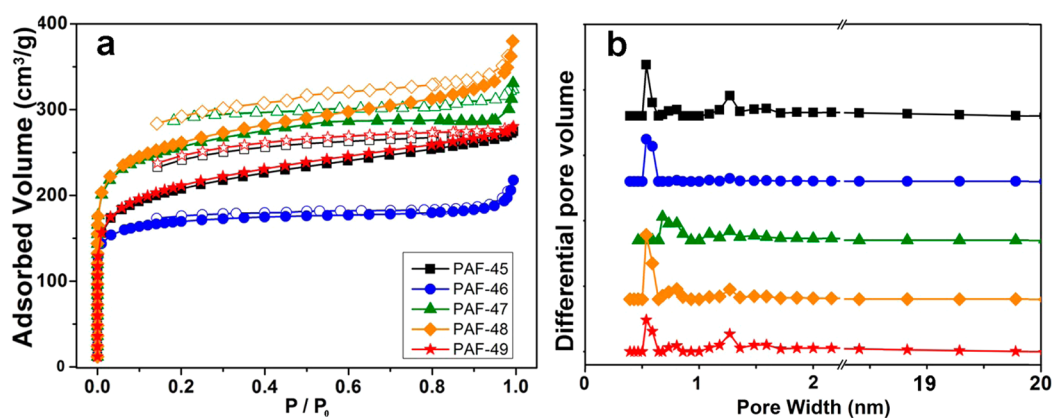 a
Adsorbed Volume (cm³/g)
400
300
200
100
0
0.0 0.2 0.4 0.6 0.8 1.0
P / P₀
PAF-45
PAF-46
PAF-47
PAF-48
PAF-49
b
Differential pore volume
0 1 2 19 20
Pore Width (nm)